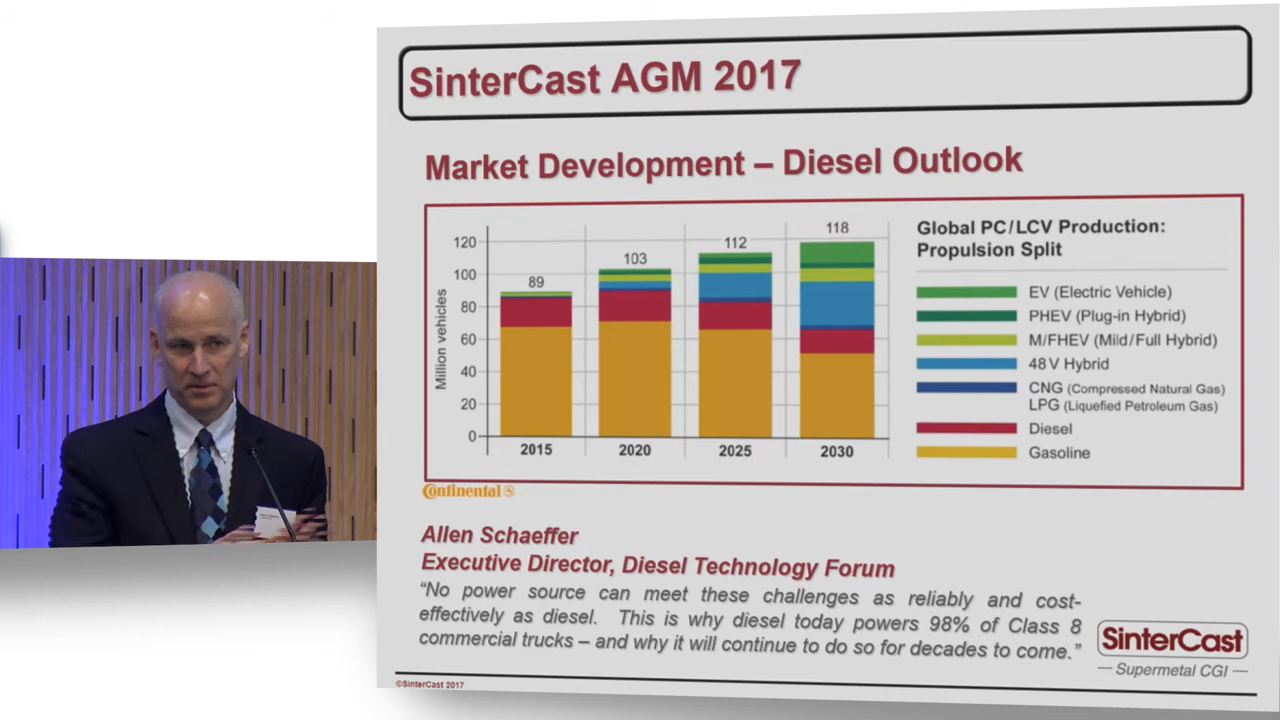 SinterCast AGM 2017
Market Development – Diesel Outlook
120
100
80
60
40
20
0
Million vehicles
89
103
112
118
2015
2020
2025
2030
Global PC/LCV Production:
Propulsion Split
EV (Electric Vehicle)
PHEV (Plug-in Hybrid)
M/FHEV (Mild/Full Hybrid)
48 V Hybrid
CNG (Compressed Natural Gas)
LPG (Liquefied Petroleum Gas)
Diesel
Gasoline
Continental
Allen Schaeffer
Executive Director, Diesel Technology Forum
“No power source can meet these challenges as reliably and cost-
effectively as diesel. This is why diesel today powers 98% of Class 8
commercial trucks – and why it will continue to do so for decades to come.”
SinterCast
— Supermetal CGI —
©SinterCast 2017